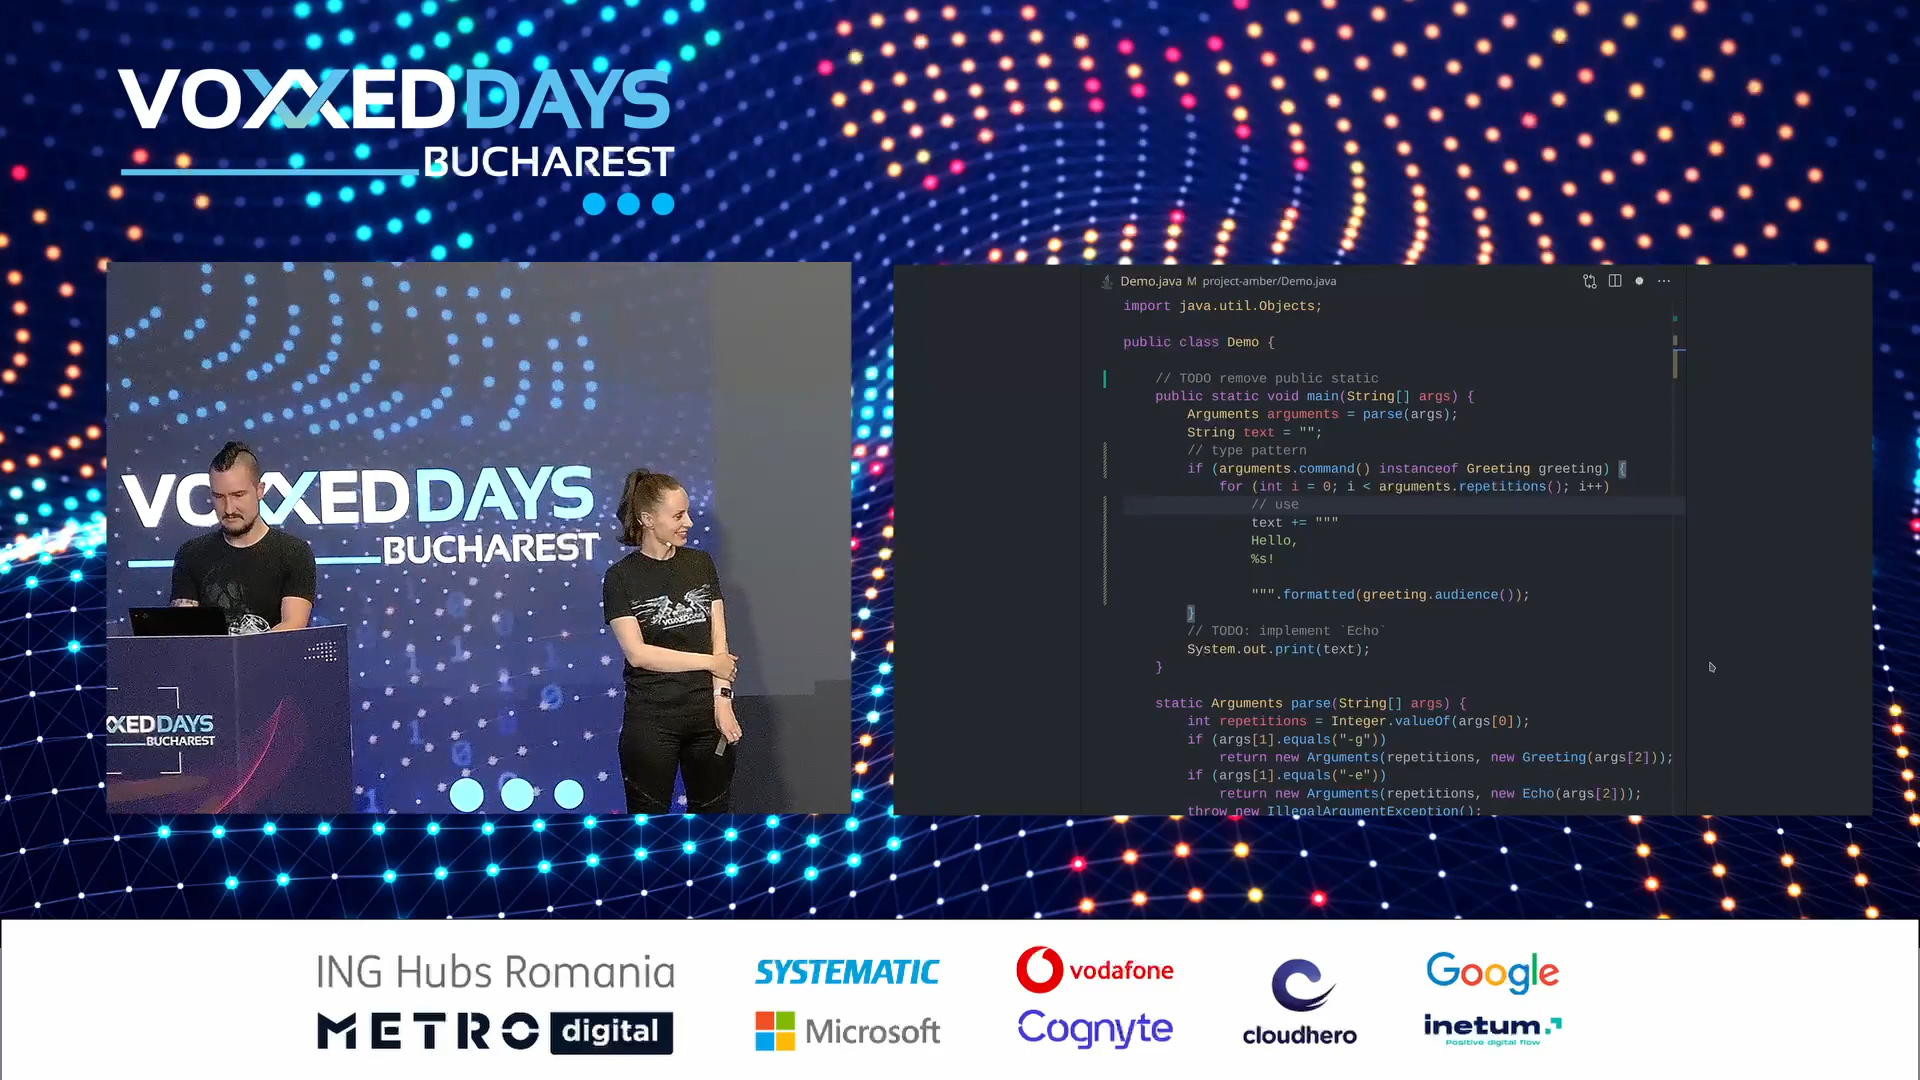 VOXXEDDAYS
BUCHAREST
VOXXEDDAYS
BUCHAREST
XXEDDAYS
BUCHAREST
Demo.java M project-amber/Demo.java
import java.util.Objects;
public class Demo {
// TODO remove public static
public static void main(String[] args) {
Arguments arguments = parse(args);
String text = "";
// type pattern
if (arguments.command() instanceof Greeting greeting) {
for (int i = 0; i < arguments.repetitions(); i++)
// use
text += """
Hello,
%s!
""".formatted(greeting.audience());
}
// TODO: implement `Echo`
System.out.print(text);
}
static Arguments parse(String[] args) {
int repetitions = Integer.valueOf(args[0]);
if (args[1].equals("-g"))
return new Arguments(repetitions, new Greeting(args[2]));
if (args[1].equals("-e"))
return new Arguments(repetitions, new Echo(args[2]));
throw new IllegalArgumentException();
ING Hubs Romania
SYSTEMATIC
vodafone
cloudhero
Google
METRO digital
Microsoft
Cognyte
inetum.
Positive digital flow